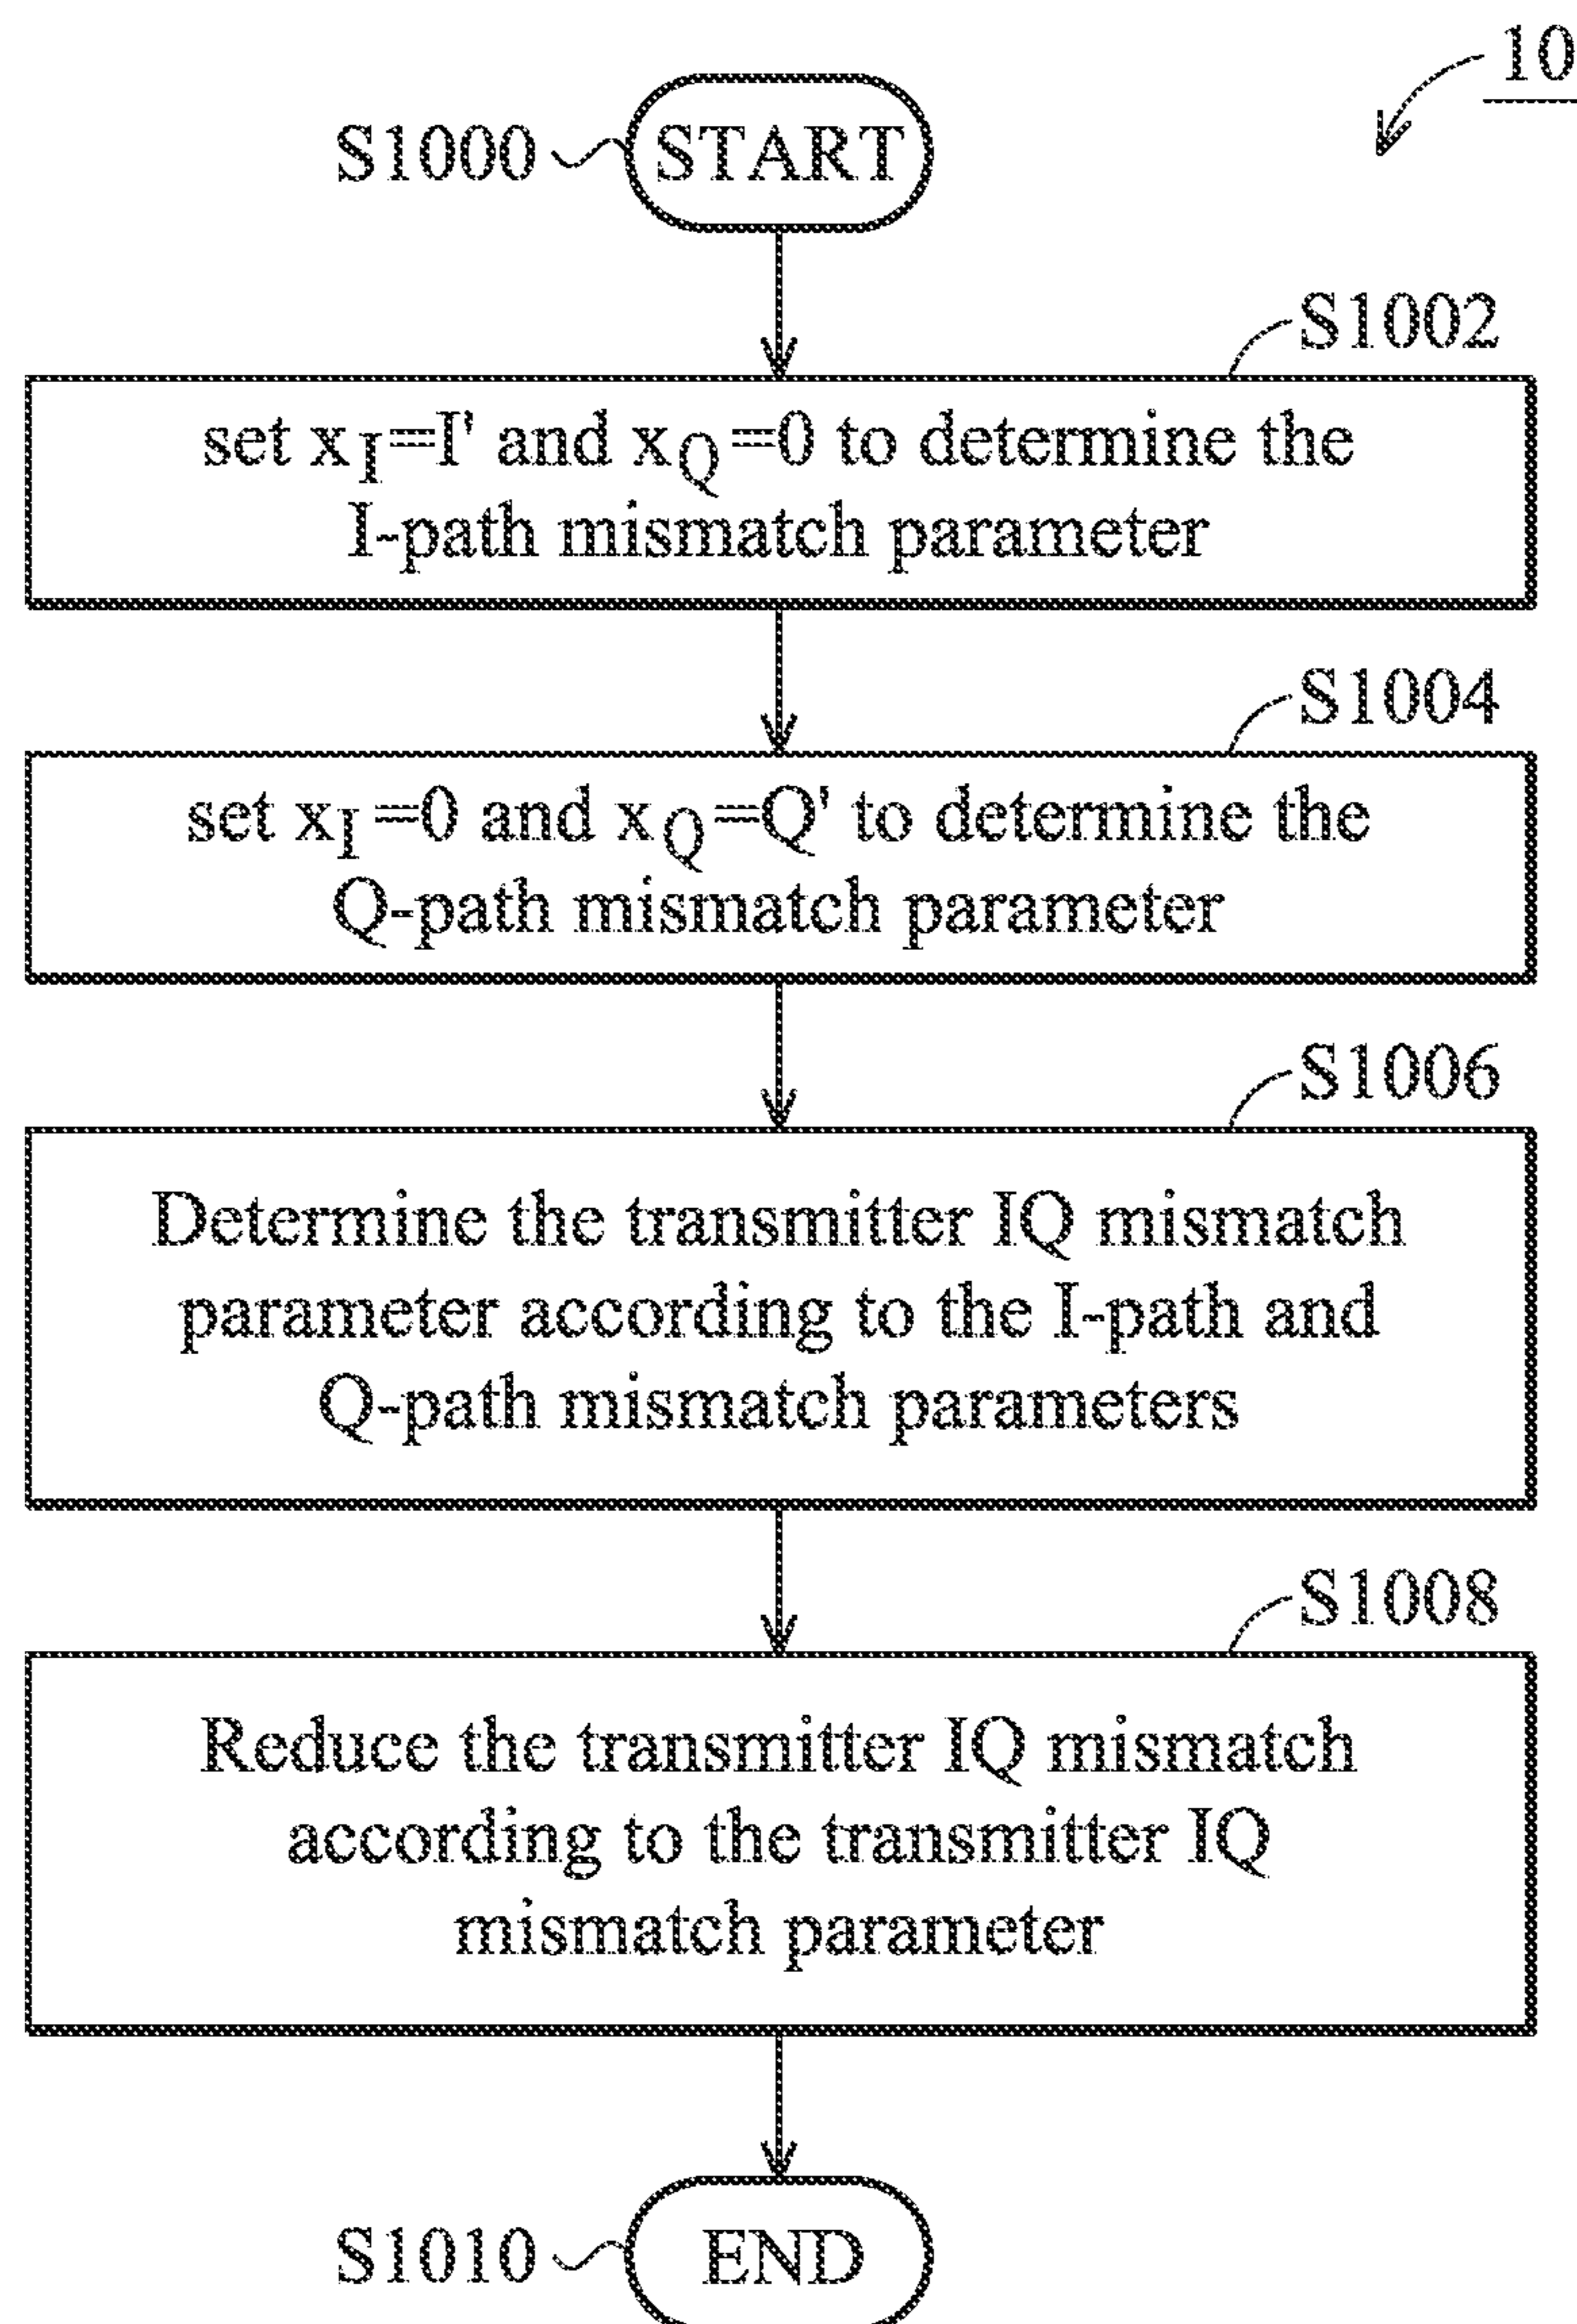 10
S1000 START
S1002
set xI=I' and xQ=0 to determine the
I-path mismatch parameter
S1004
set xI=0 and xQ=Q' to determine the
Q-path mismatch parameter
S1006
Determine the transmitter IQ mismatch
parameter according to the I-path and
Q-path mismatch parameters
S1008
Reduce the transmitter IQ mismatch
according to the transmitter IQ
mismatch parameter
S1010 END